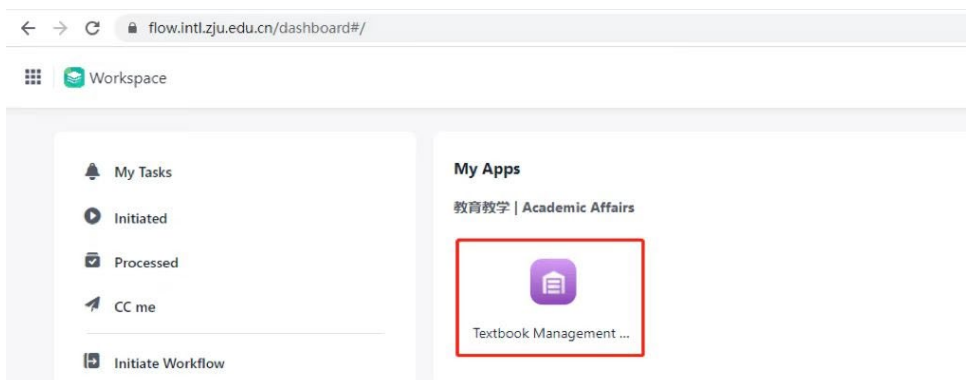 flow.intl.zju.edu.cn/dashboard#/
Workspace
My Tasks
Initiated
Processed
CC me
Initiate Workflow
My Apps
教育教学 | Academic Affairs
Textbook Management ...